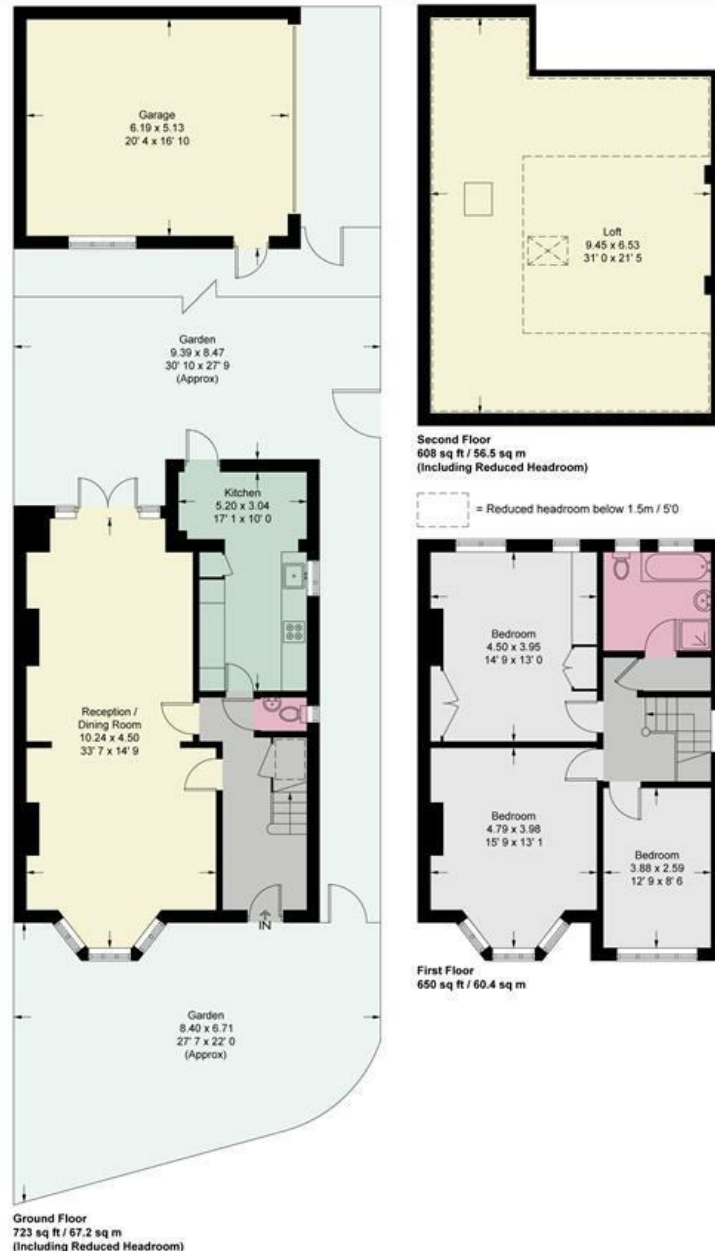 Garage
6.19 x 5.13
20' 4 x 16' 10
Garden
9.39 x 8.47
30' 10 x 27' 9
(Approx)
Kitchen
5.20 x 3.04
17' 1 x 10' 0
Reception /
Dining Room
10.24 x 4.50
33' 7 x 14' 9
IN
Garden
8.40 x 6.71
27' 7 x 22' 0
(Approx)
Ground Floor
723 sq ft / 67.2 sq m
(Including Reduced Headroom)
Loft
9.45 x 6.53
31' 0 x 21' 5
Second Floor
608 sq ft / 56.5 sq m
(Including Reduced Headroom)
= Reduced headroom below 1.5m / 5'0
Bedroom
4.50 x 3.95
14' 9 x 13' 0
Bedroom
4.79 x 3.98
15' 9 x 13' 1
Bedroom
3.88 x 2.59
12' 9 x 8' 6
First Floor
650 sq ft / 60.4 sq m